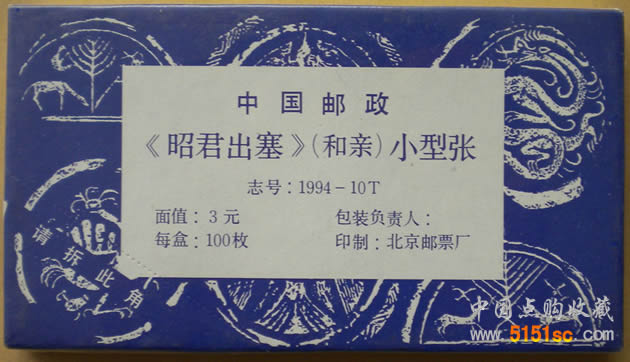 中国邮政
《昭君出塞》(和亲)小型张
志号：1994－10T
面值：3元
包装负责人：
每盒：100枚
印制：北京邮票厂
请拆此角
中国点购收藏
www.5151sc.com